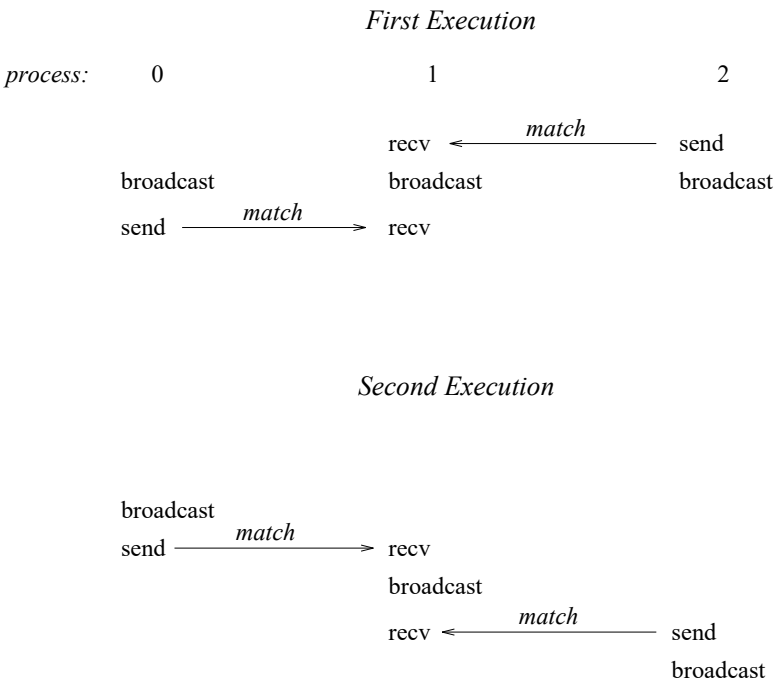 First Execution
process: 0 1 2
match
recv send
broadcast broadcast broadcast
match
send recv
Second Execution
broadcast
match
send recv
broadcast
match
recv send
broadcast